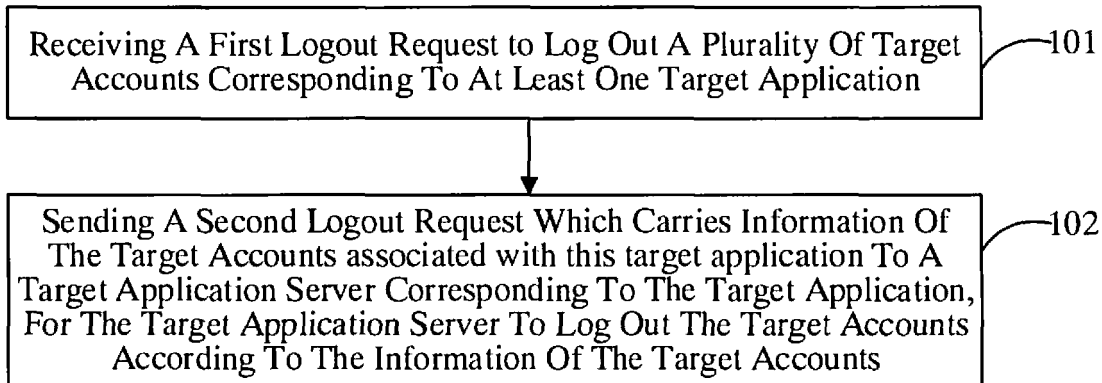 Receiving A First Logout Request to Log Out A Plurality Of Target
Accounts Corresponding To At Least One Target Application
101
Sending A Second Logout Request Which Carries Information Of
The Target Accounts associated with this target application To A
Target Application Server Corresponding To The Target Application,
For The Target Application Server To Log Out The Target Accounts
According To The Information Of The Target Accounts
102